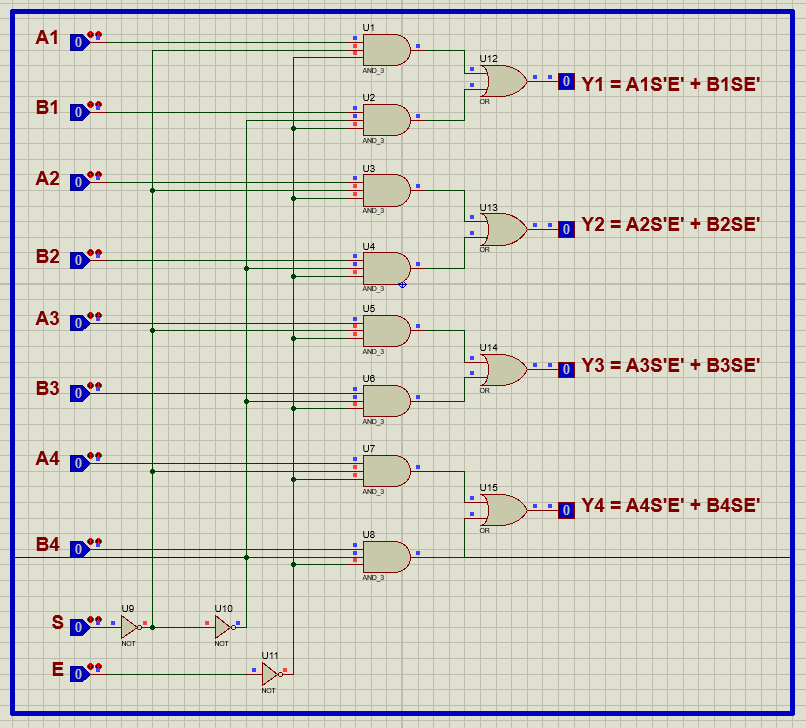 U1
A1 0
AND_3
U12
0 Y1 = A1S'E' + B1SE'
OR
U2
B1 0
AND_3
U3
A2 0
AND_3
U13
0 Y2 = A2S'E' + B2SE'
OR
U4
B2 0
AND_3
U5
A3 0
AND_3
U14
0 Y3 = A3S'E' + B3SE'
OR
U6
B3 0
AND_3
U7
A4 0
AND_3
U15
0 Y4 = A4S'E' + B4SE'
OR
U8
B4 0
AND_3
U9 U10
S 0
NOT NOT
U11
E 0
NOT